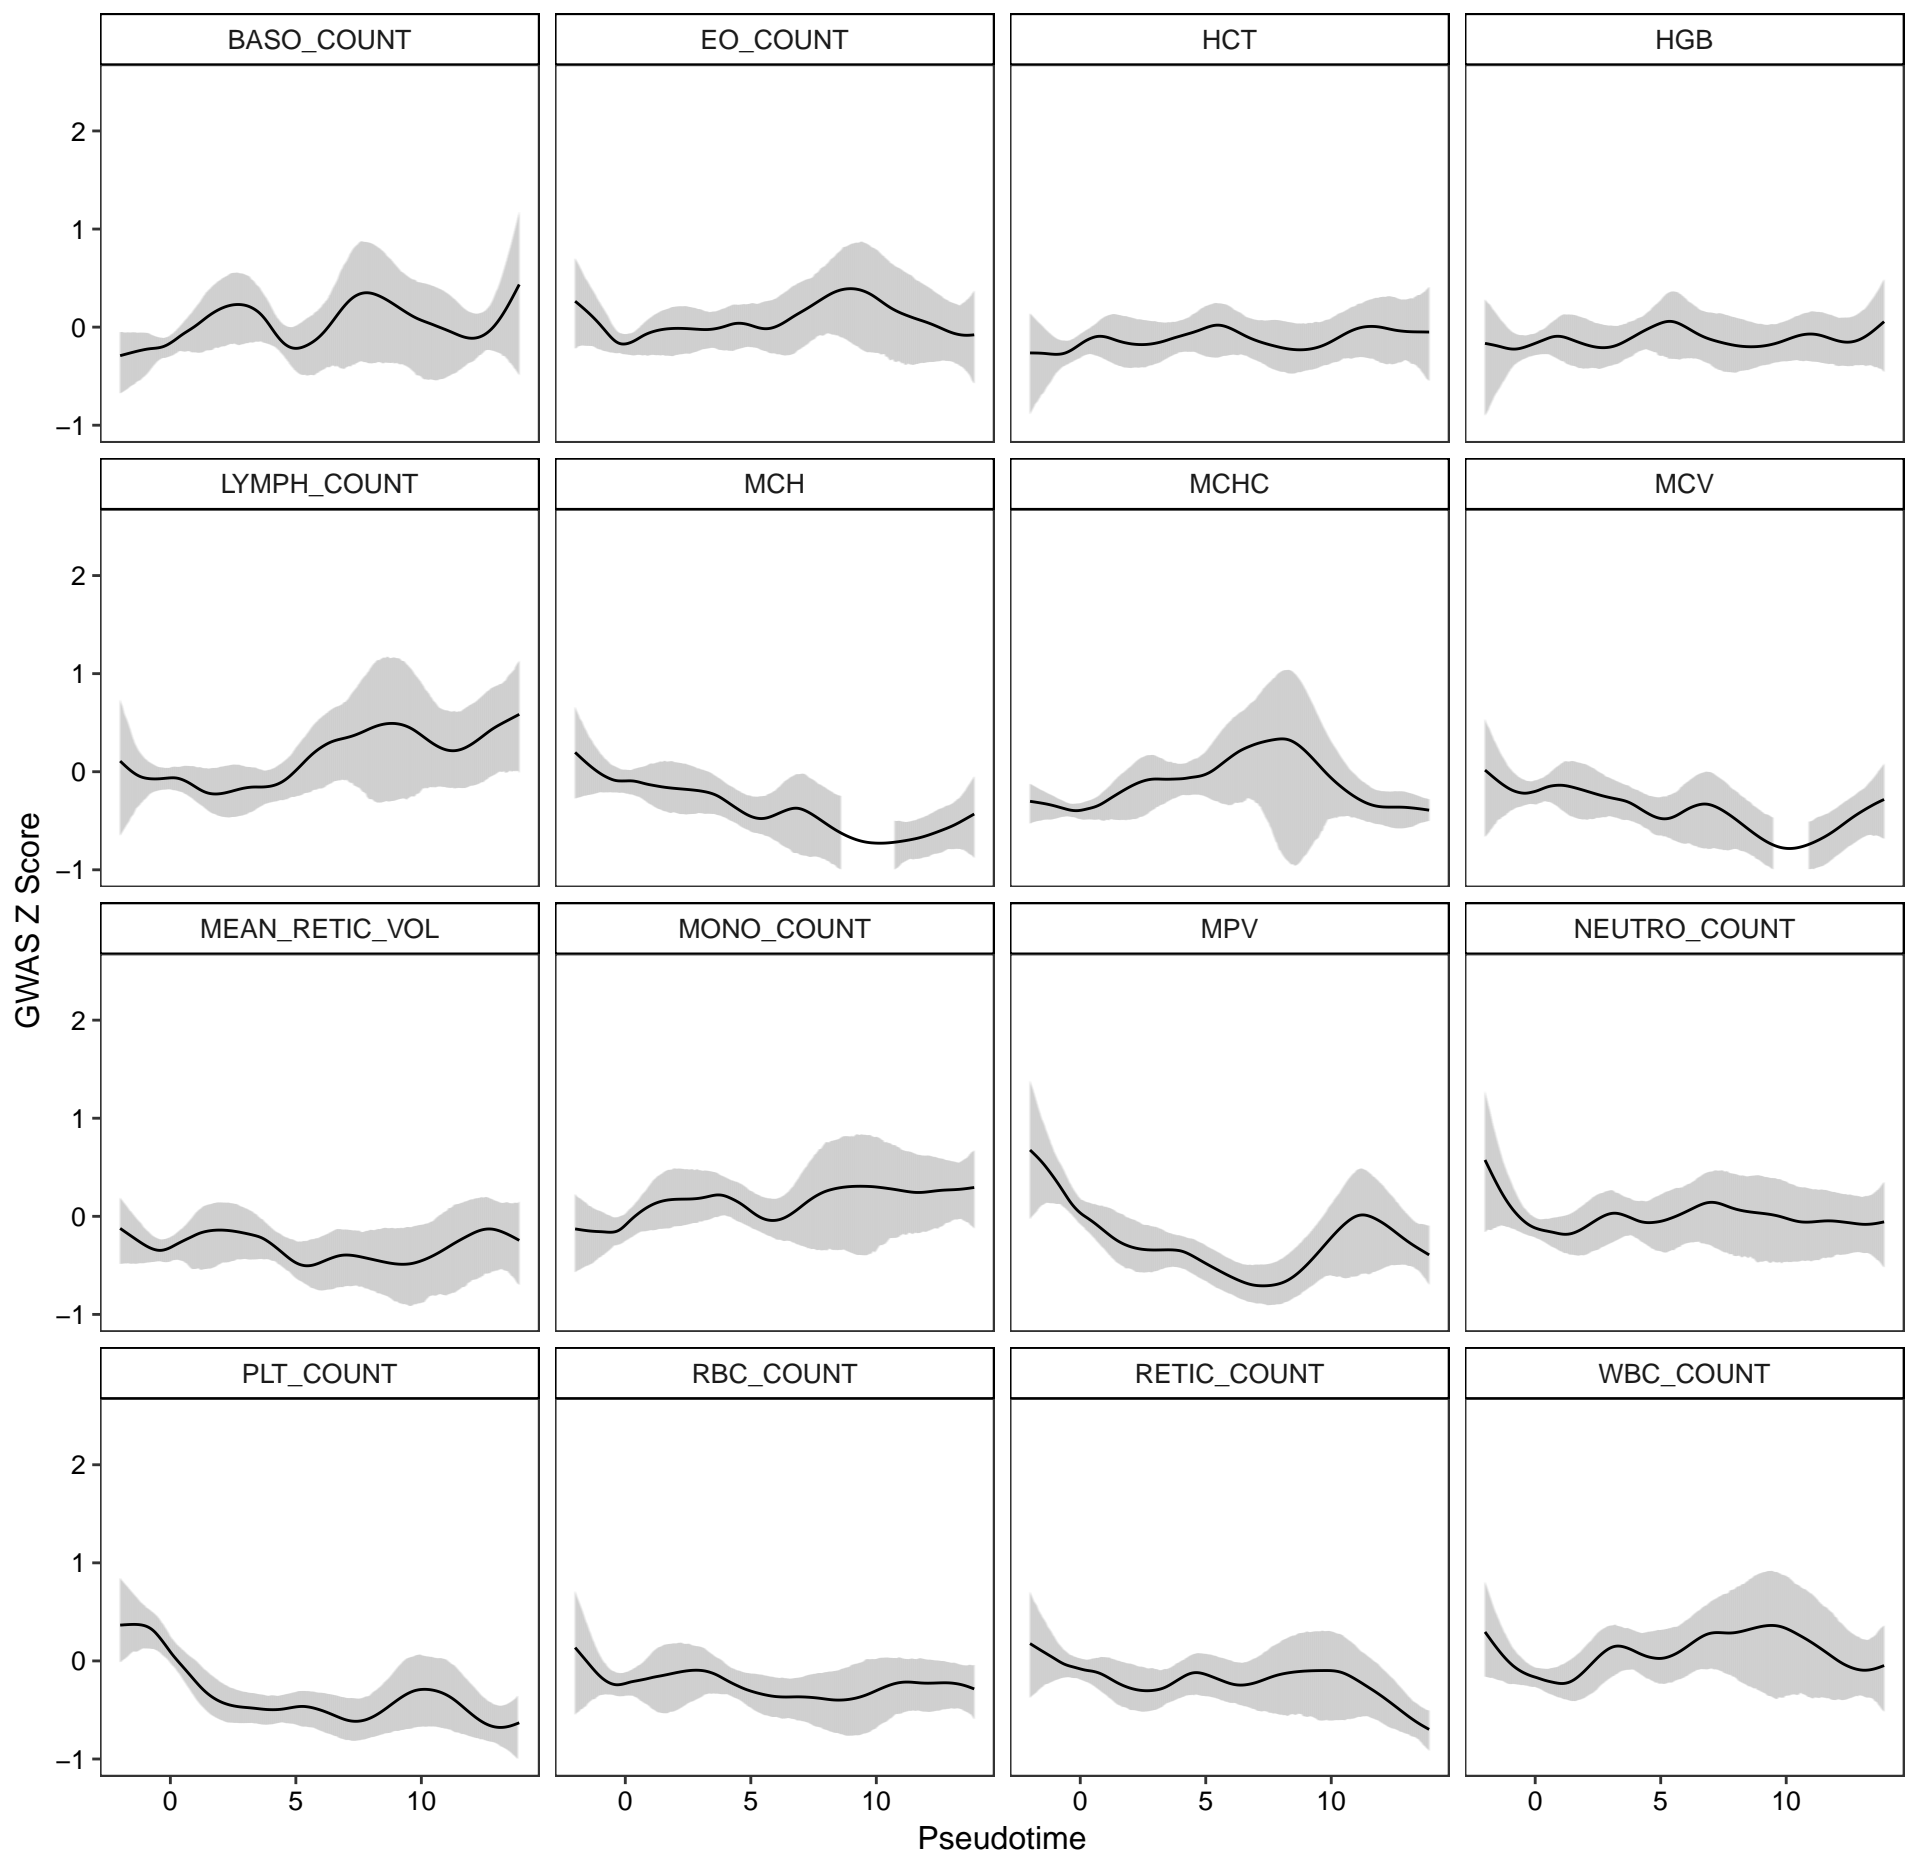 BASO_COUNT EO_COUNT HCT HGB
2
1
0
−1
LYMPH_COUNT MCH MCHC MCV
2
1
0
−1
MEAN_RETIC_VOL MONO_COUNT MPV NEUTRO_COUNT
2
1
0
−1
PLT_COUNT RBC_COUNT RETIC_COUNT WBC_COUNT
2
1
0
−1
0 5 10 0 5 10 0 5 10 0 5 10
Pseudotime
GWAS Z Score